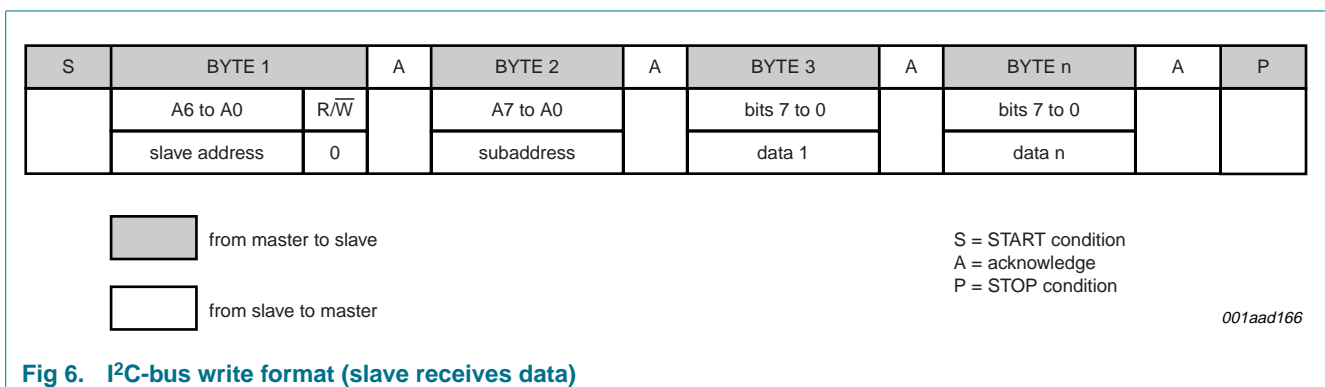 S BYTE 1 A BYTE 2 A BYTE 3 A BYTE n A P
A6 to A0 R/W̅ A7 to A0 bits 7 to 0 bits 7 to 0
slave address 0 subaddress data 1 data n
from master to slave
from slave to master
S = START condition
A = acknowledge
P = STOP condition
001aad166
Fig 6. I²C-bus write format (slave receives data)